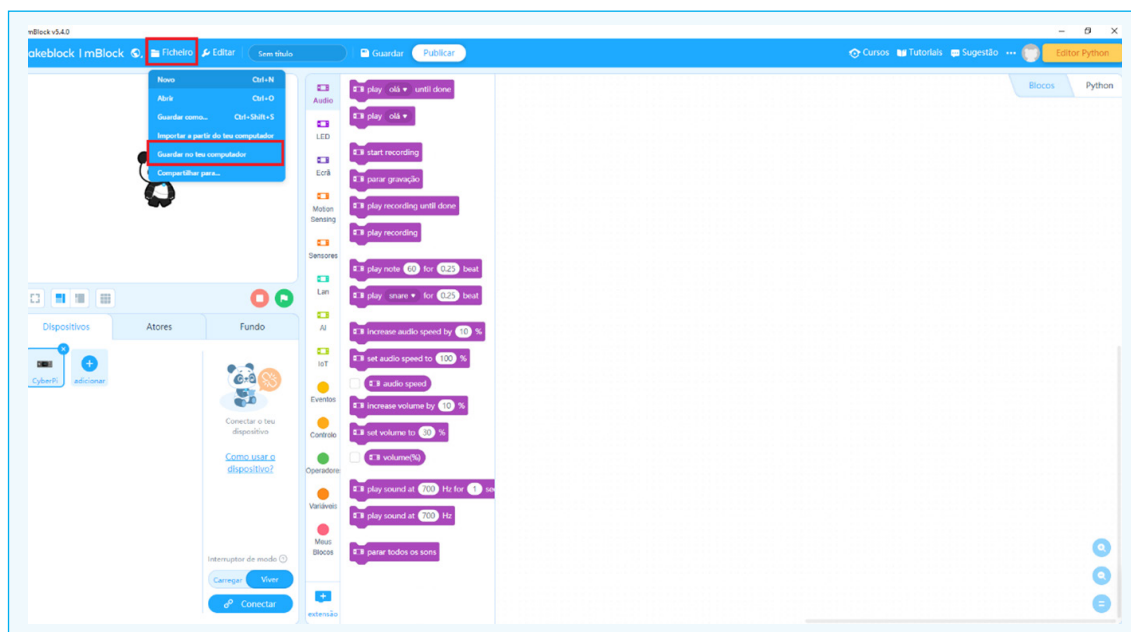 mBlock v5.4.0
akeblock | mBlock
Ficheiro
Editar
Sem título
Guardar
Publicar
Cursos
Tutoriais
Sugestão
Editor Python
Novo Ctrl+N
Abrir Ctrl+O
Guardar como... Ctrl+Shift+S
Importar a partir do teu computador
Guardar no teu computador
Compartilhar para...
Audio
LED
Ecrã
Motion
Sensing
Sensores
Lan
AI
IoT
Eventos
Controlo
Operadore
Variáveis
Meus
Blocos
extensão
play olá until done
play olá
start recording
parar gravação
play recording until done
play recording
play note 60 for 0.25 beat
play snare for 0.25 beat
increase audio speed by 10 %
set audio speed to 100 %
audio speed
increase volume by 10 %
set volume to 30 %
volume(%)
play sound at 700 Hz for 1 se
play sound at 700 Hz
parar todos os sons
Blocos
Python
Dispositivos
Atores
Fundo
CyberPi
adicionar
Conectar o teu
dispositivo
Como usar o
dispositivo?
Interruptor de modo
Carregar
Viver
Conectar